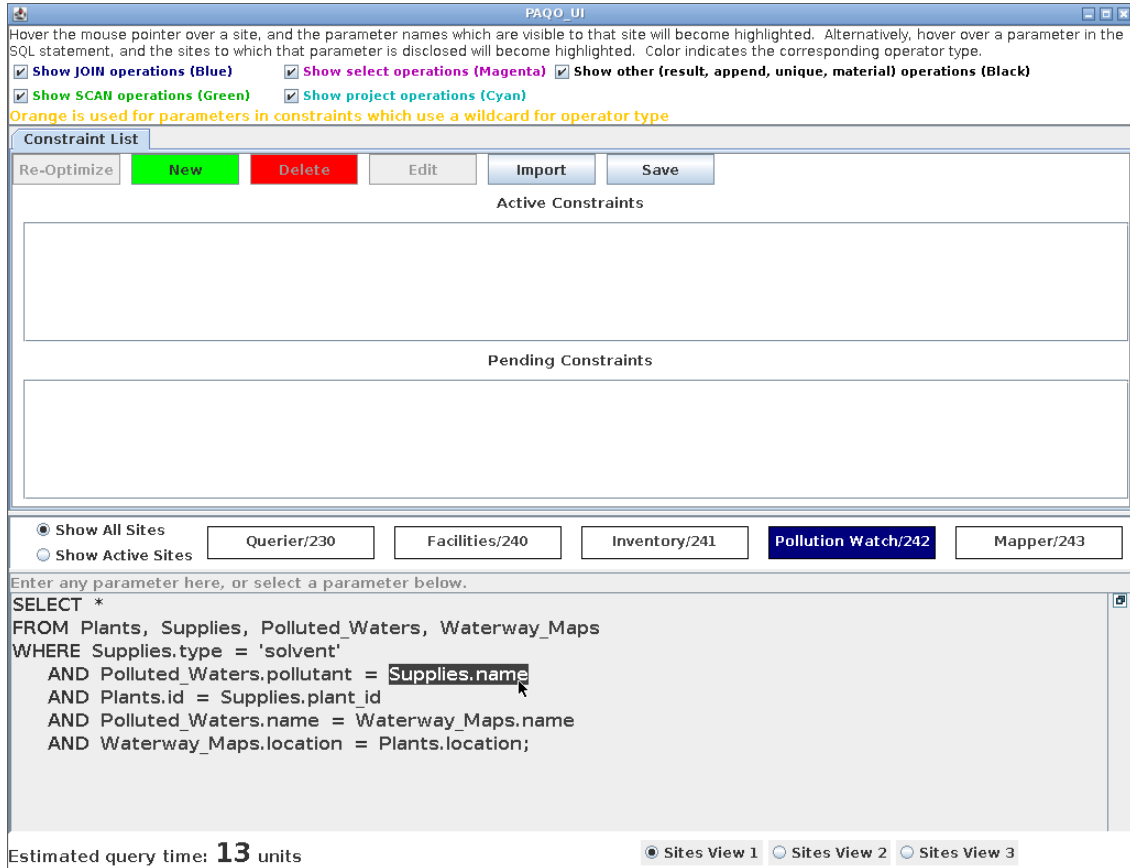 PAQO_UI
Hover the mouse pointer over a site, and the parameter names which are visible to that site will become highlighted. Alternatively, hover over a parameter in the
SQL statement, and the sites to which that parameter is disclosed will become highlighted. Color indicates the corresponding operator type.
Show JOIN operations (Blue) Show select operations (Magenta) Show other (result, append, unique, material) operations (Black)
Show SCAN operations (Green) Show project operations (Cyan)
Orange is used for parameters in constraints which use a wildcard for operator type
Constraint List
Re-Optimize New Delete Edit Import Save
Active Constraints
Pending Constraints
Show All Sites
Show Active Sites
Querier/230 Facilities/240 Inventory/241 Pollution Watch/242 Mapper/243
Enter any parameter here, or select a parameter below.
SELECT *
FROM Plants, Supplies, Polluted_Waters, Waterway_Maps
WHERE Supplies.type = 'solvent'
AND Polluted_Waters.pollutant = Supplies.name
AND Plants.id = Supplies.plant_id
AND Polluted_Waters.name = Waterway_Maps.name
AND Waterway_Maps.location = Plants.location;
Estimated query time: 13 units Sites View 1 Sites View 2 Sites View 3